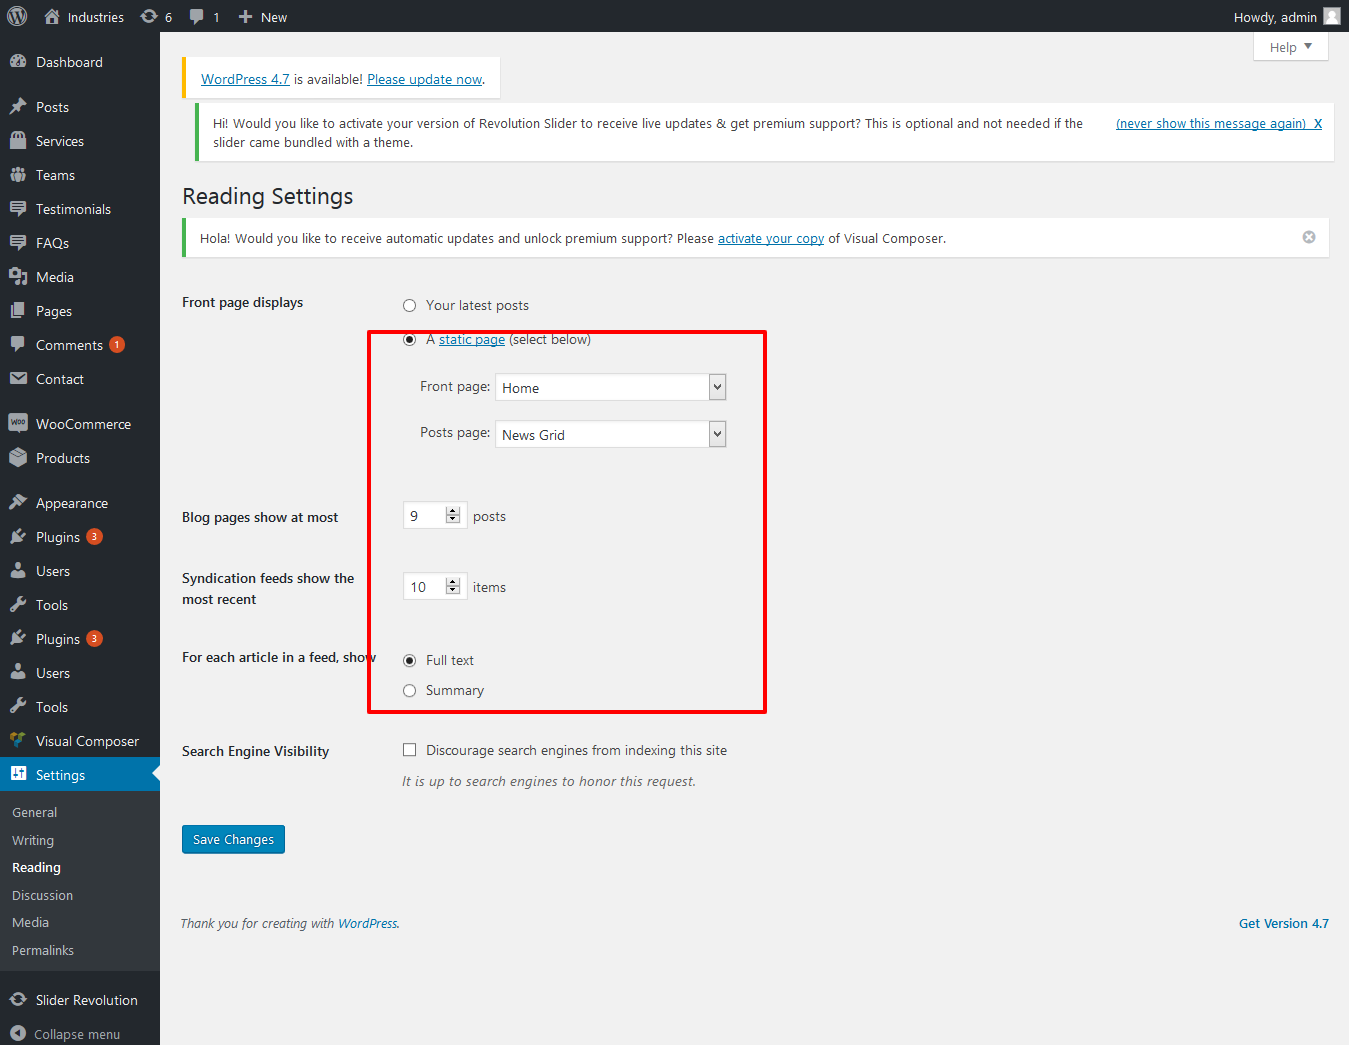 Industries 6 1 New Howdy, admin
Help
Dashboard
Posts
Services
Teams
Testimonials
FAQs
Media
Pages
Comments 1
Contact
WOO WooCommerce
Products
Appearance
Plugins 3
Users
Tools
Plugins 3
Users
Tools
Visual Composer
Settings
General
Writing
Reading
Discussion
Media
Permalinks
Slider Revolution
Collapse menu
WordPress 4.7 is available! Please update now.
Hi! Would you like to activate your version of Revolution Slider to receive live updates & get premium support? This is optional and not needed if the
slider came bundled with a theme.
(never show this message again) X
Reading Settings
Hola! Would you like to receive automatic updates and unlock premium support? Please activate your copy of Visual Composer.
Front page displays
Your latest posts
A static page (select below)
Front page: Home
Posts page: News Grid
Blog pages show at most 9 posts
Syndication feeds show the
most recent
10 items
For each article in a feed, show Full text
Summary
Search Engine Visibility Discourage search engines from indexing this site
It is up to search engines to honor this request.
Save Changes
Thank you for creating with WordPress. Get Version 4.7